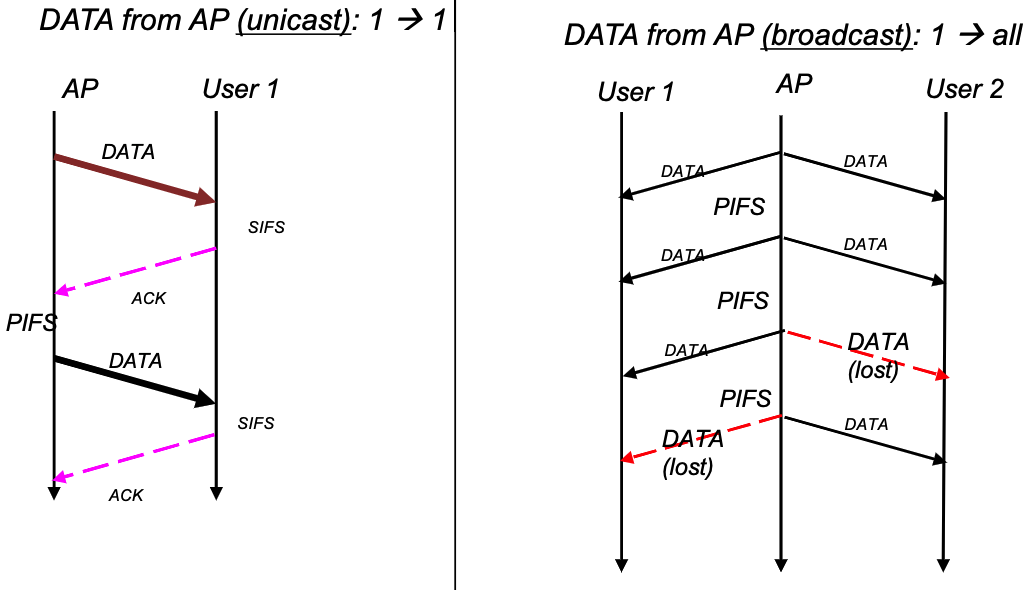 DATA from AP (unicast): 1 → 1
AP
User 1
DATA
SIFS
ACK
PIFS
DATA
SIFS
ACK
DATA from AP (broadcast): 1 → all
User 1
AP
User 2
DATA
DATA
PIFS
DATA
DATA
PIFS
DATA
DATA
(lost)
PIFS
DATA
(lost)
DATA